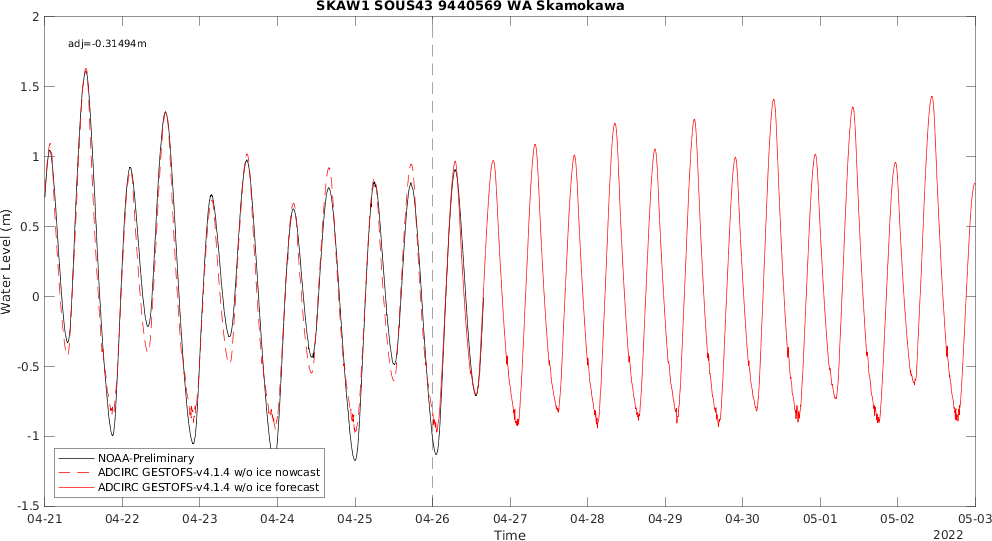 SKAW1 SOUS43 9440569 WA Skamokawa
adj=-0.31494m
2
1.5
1
0.5
0
-0.5
-1
-1.5
Water Level (m)
NOAA-Preliminary
ADCIRC GESTOFS-v4.1.4 w/o ice nowcast
ADCIRC GESTOFS-v4.1.4 w/o ice forecast
04-21 04-22 04-23 04-24 04-25 04-26 04-27 04-28 04-29 04-30 05-01 05-02 05-03
Time
2022